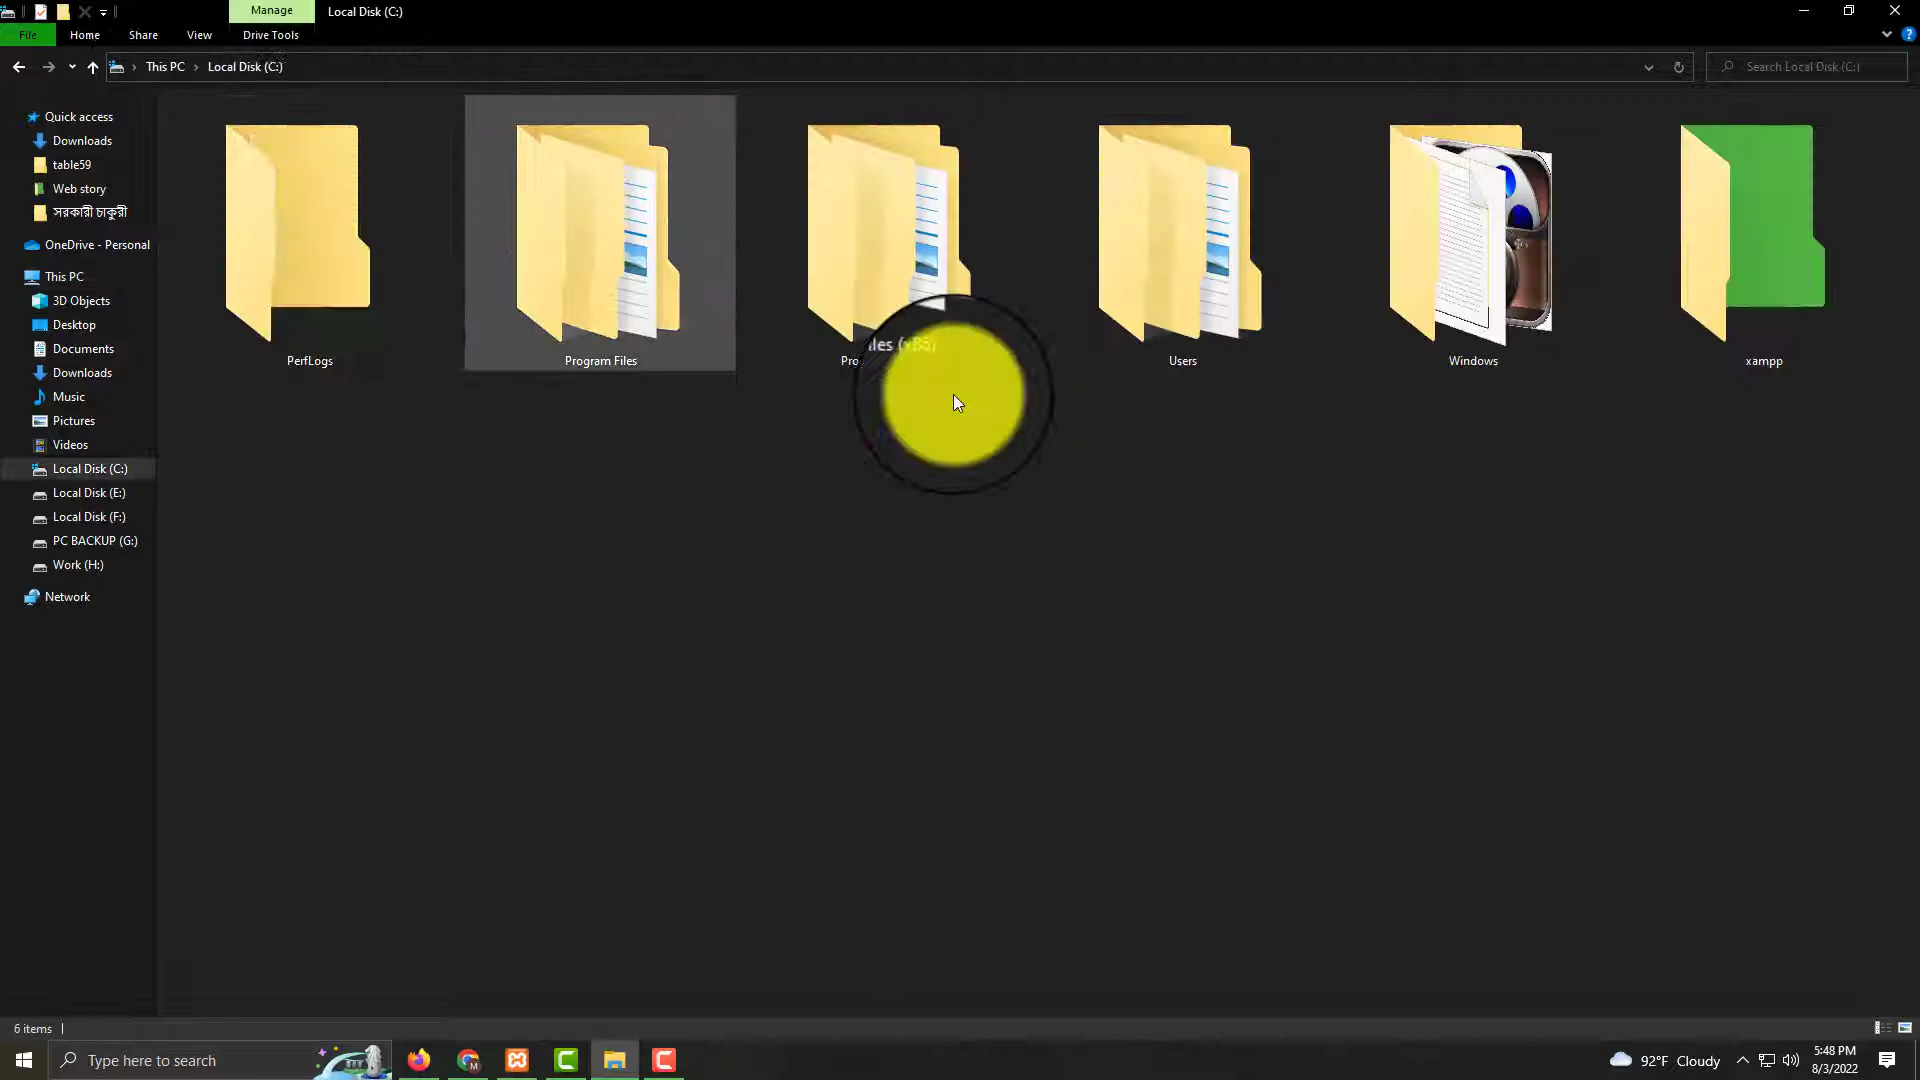 Manage
Local Disk (C:)
File
Home
Share
View
Drive Tools
This PC
Local Disk (C:)
Search Local Disk (C:)
Quick access
Downloads
table59
Web story
সরকারী চাকুরী
OneDrive - Personal
This PC
3D Objects
Desktop
Documents
Downloads
Music
Pictures
Videos
Local Disk (C:)
Local Disk (E:)
Local Disk (F:)
PC BACKUP (G:)
Work (H:)
Network
PerfLogs
Program Files
(x86)
Users
Windows
xampp
6 items
Type here to search
92°F Cloudy
5:48 PM
8/3/2022